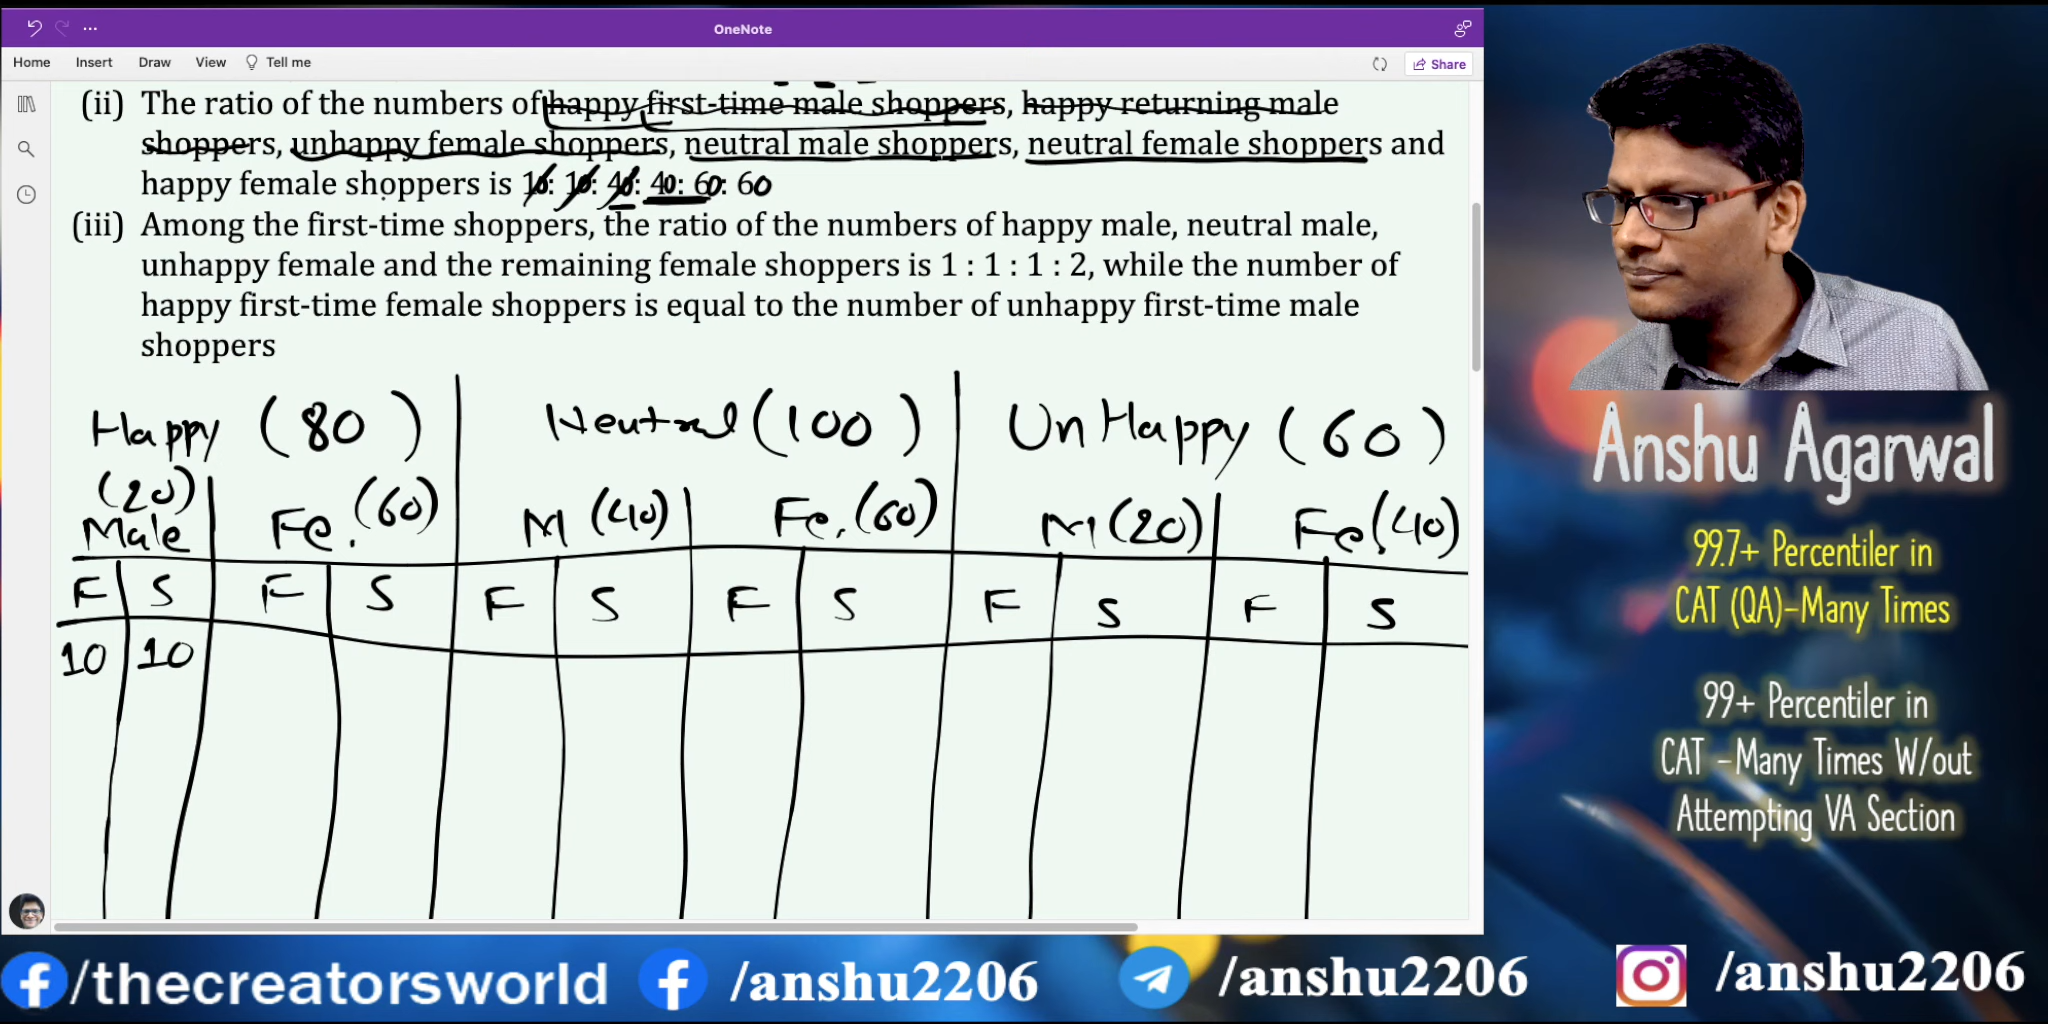 OneNote
Home Insert Draw View Tell me
Share
(ii) The ratio of the numbers of happy first-time male shoppers, happy returning male
shoppers, unhappy female shoppers, neutral male shoppers, neutral female shoppers and
happy female shoppers is 10: 10: 40: 40: 60: 60
(iii) Among the first-time shoppers, the ratio of the numbers of happy male, neutral male,
unhappy female and the remaining female shoppers is 1 : 1 : 1 : 2, while the number of
happy first-time female shoppers is equal to the number of unhappy first-time male
shoppers
Happy (80) Neutral (100) UnHappy (60)
(20)
Male Fe. (60) M (40) Fe. (60) M (20) Fe. (40)
F S F S F S F S F S F S
10 10
Anshu Agarwal
99.7+ Percentiler in
CAT (QA)-Many Times
99+ Percentiler in
CAT -Many Times W/out
Attempting VA Section
/thecreatorsworld /anshu2206 /anshu2206 /anshu2206